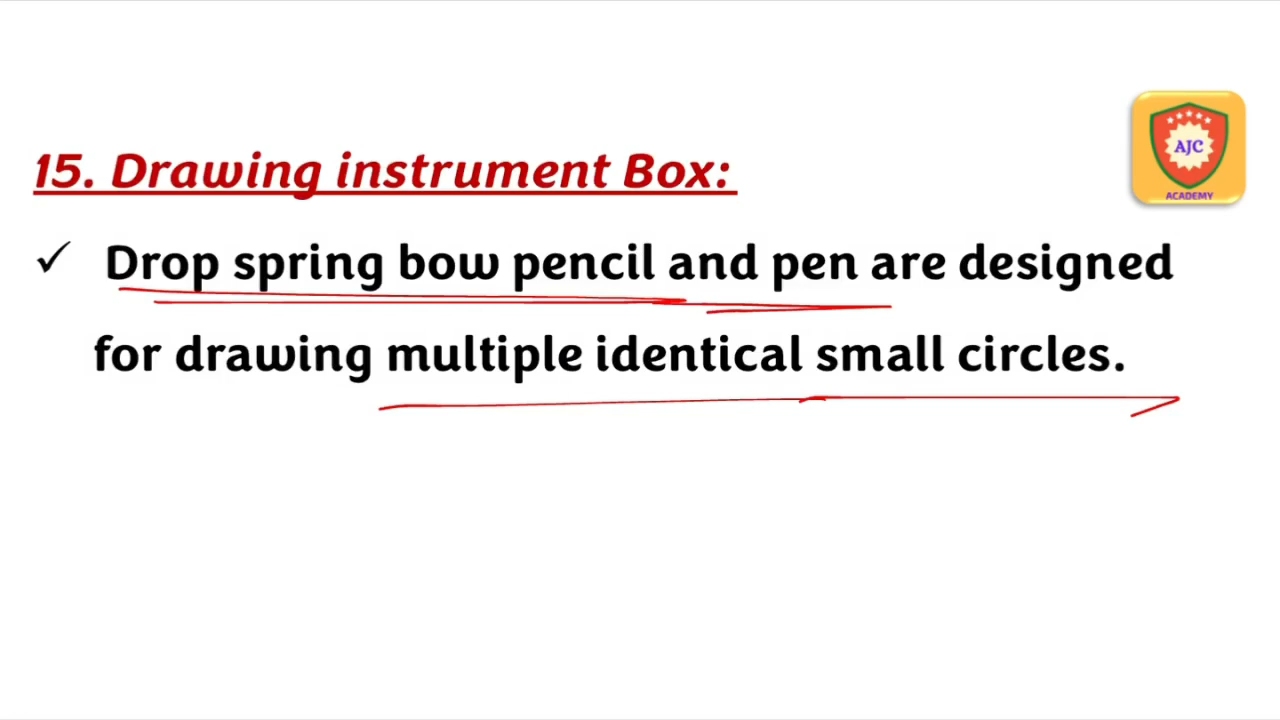 15. Drawing instrument Box:
✓ Drop spring bow pencil and pen are designed
for drawing multiple identical small circles.
AJC
ACADEMY